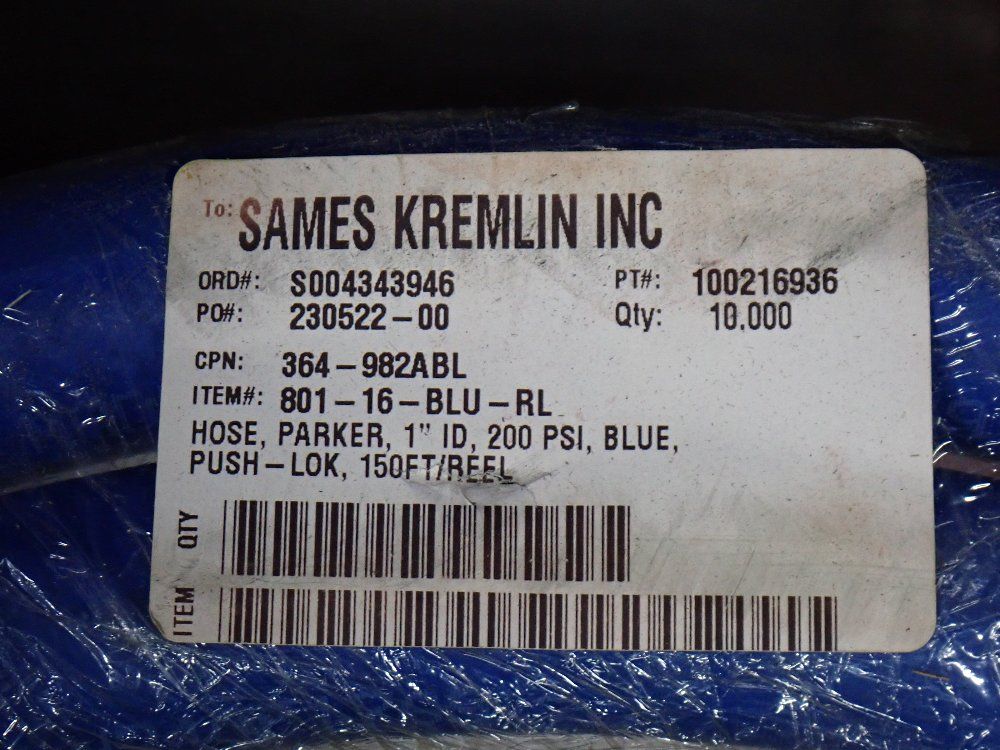 To: SAMES KREMLIN INC
ORD#: S004343946 PT#: 100216936
PO#: 230522-00 Qty: 10.000
CPN: 364-982ABL
ITEM#: 801-16-BLU-RL
HOSE, PARKER, 1" ID, 200 PSI, BLUE,
PUSH-LOK, 150FT/REEL
QTY
ITEM